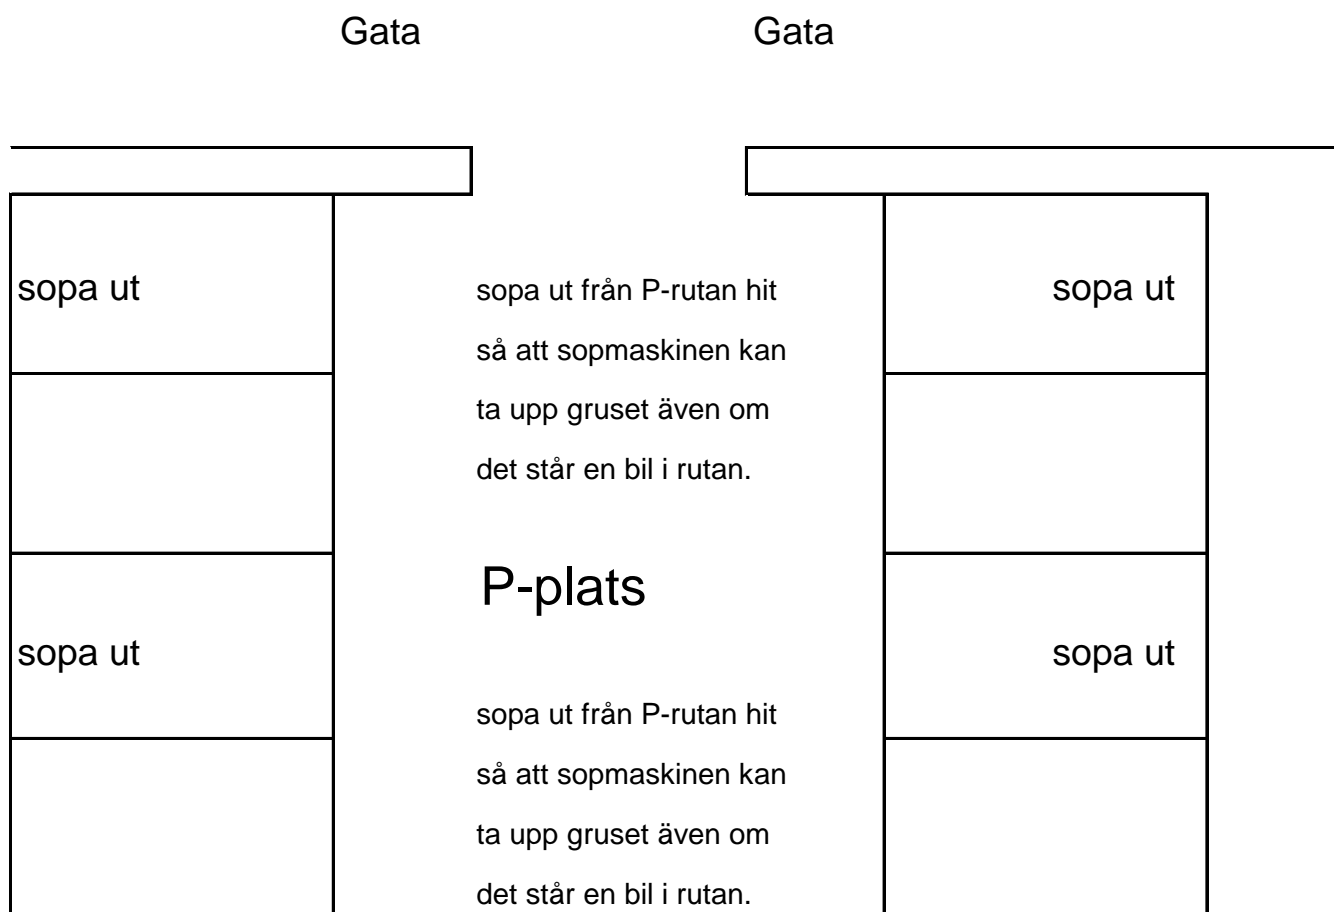 Gata
Gata
sopa ut
sopa ut från P-rutan hit
så att sopmaskinen kan
ta upp gruset även om
det står en bil i rutan.
sopa ut
P-plats
sopa ut
sopa ut
sopa ut från P-rutan hit
så att sopmaskinen kan
ta upp gruset även om
det står en bil i rutan.